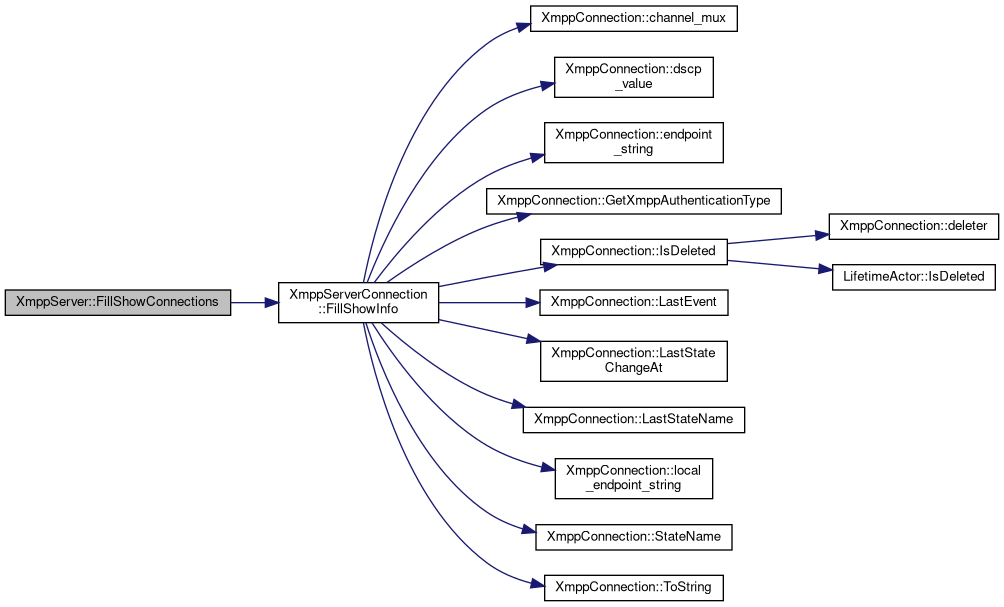 XmppServer::FillShowConnections
XmppServerConnection
::FillShowInfo
XmppConnection::channel_mux
XmppConnection::dscp
_value
XmppConnection::endpoint
_string
XmppConnection::GetXmppAuthenticationType
XmppConnection::IsDeleted
XmppConnection::deleter
LifetimeActor::IsDeleted
XmppConnection::LastEvent
XmppConnection::LastState
ChangeAt
XmppConnection::LastStateName
XmppConnection::local
_endpoint_string
XmppConnection::StateName
XmppConnection::ToString